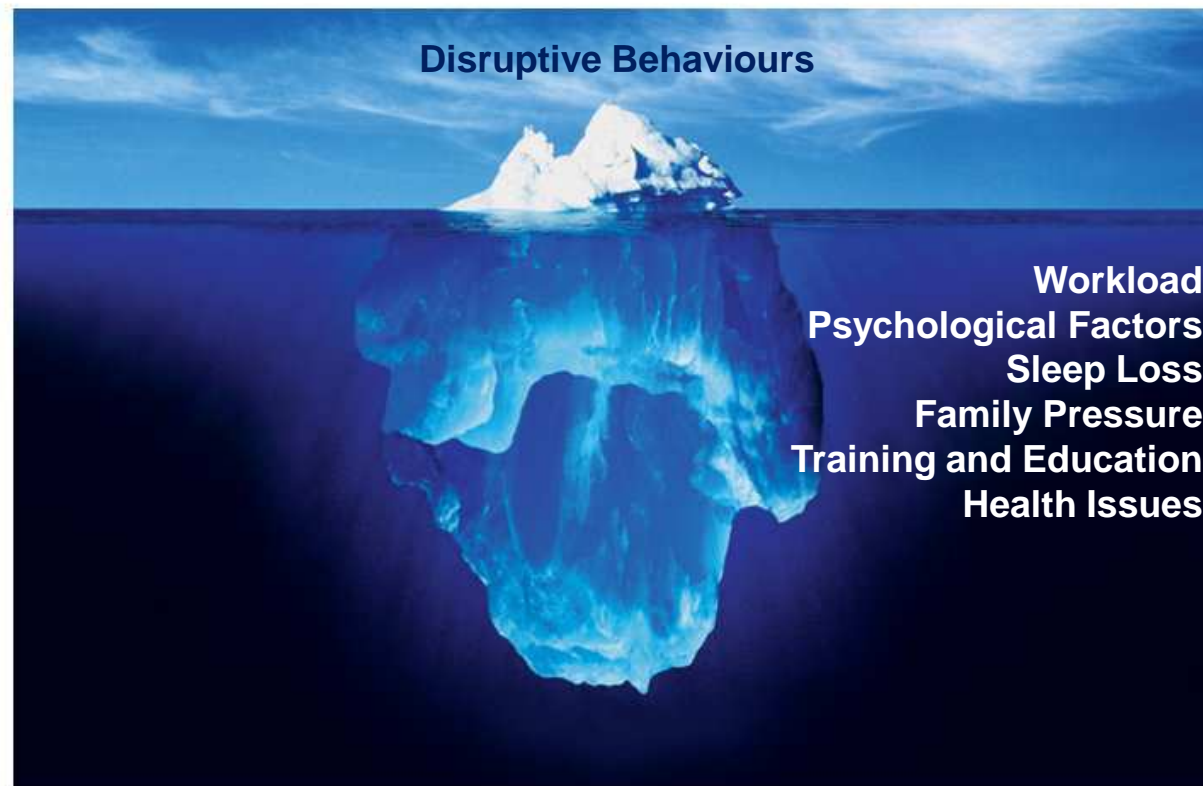 Disruptive Behaviours
Workload
Psychological Factors
Sleep Loss
Family Pressure
Training and Education
Health Issues